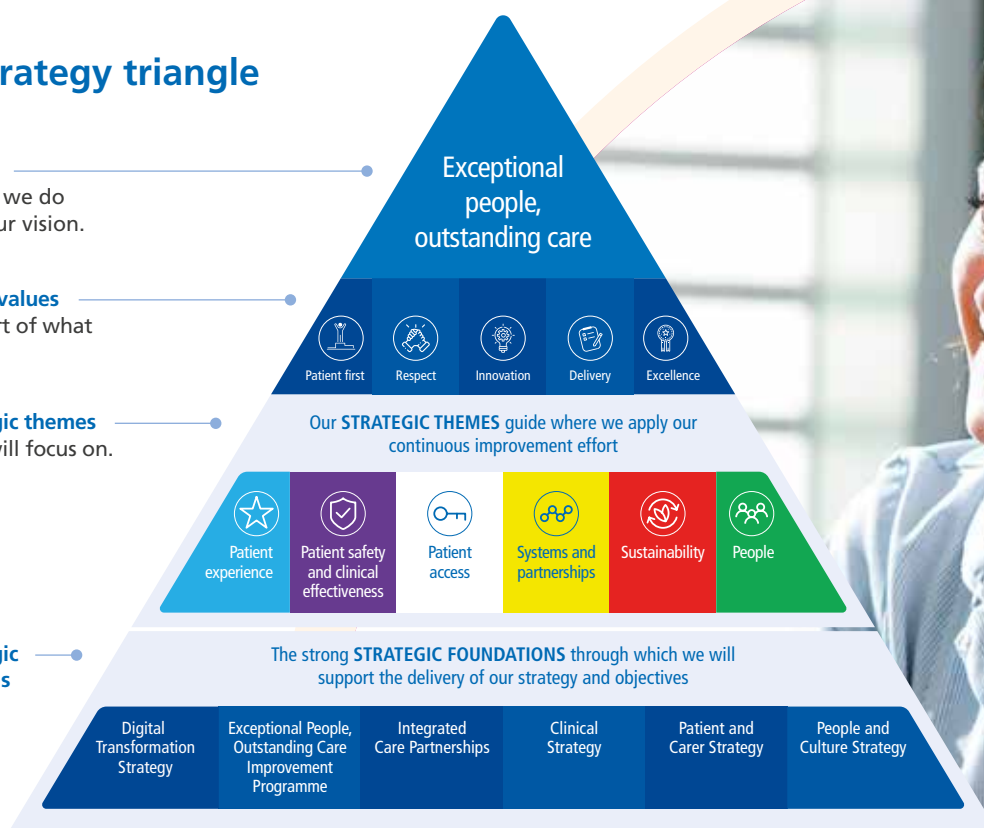 rategy triangle
we do
ur vision.
values
rt of what
gic themes
will focus on.
gic
s
Exceptional
people,
outstanding care
Patient first
Respect
Innovation
Delivery
Excellence
Our STRATEGIC THEMES guide where we apply our
continuous improvement effort
Patient
experience
Patient safety
and clinical
effectiveness
Patient
access
Systems and
partnerships
Sustainability
People
The strong STRATEGIC FOUNDATIONS through which we will
support the delivery of our strategy and objectives
Digital
Transformation
Strategy
Exceptional People,
Outstanding Care
Improvement
Programme
Integrated
Care Partnerships
Clinical
Strategy
Patient and
Carer Strategy
People and
Culture Strategy